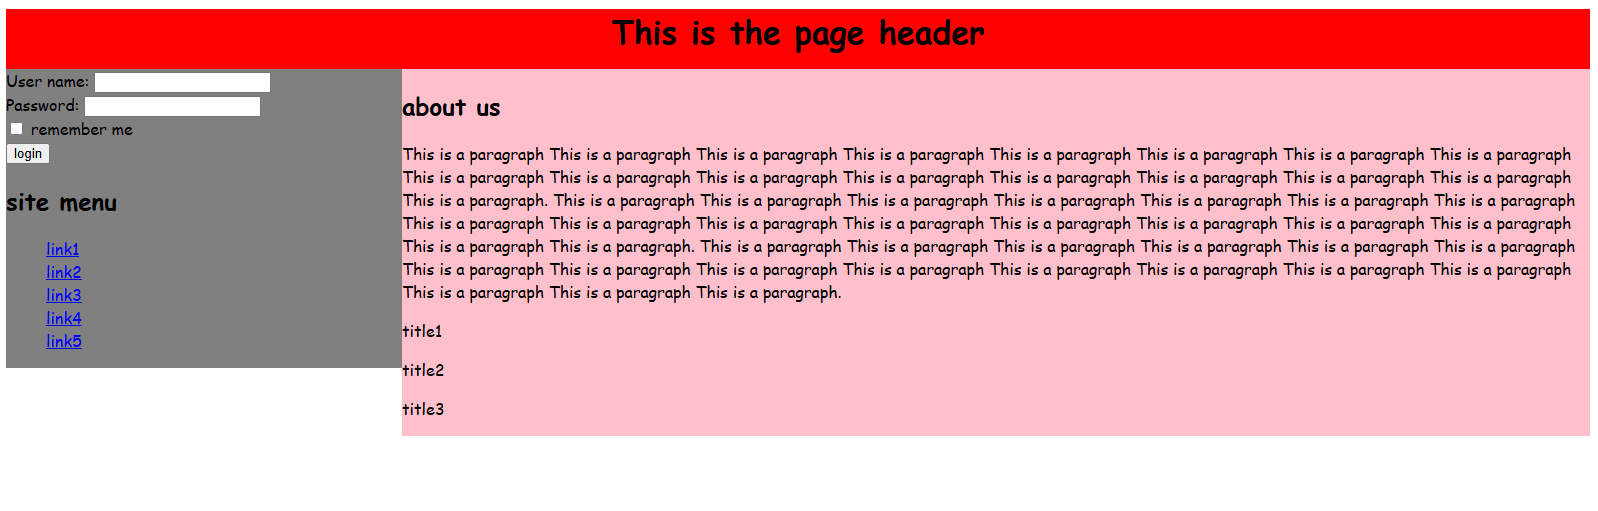 This is the page header
User name:
Password:
remember me
login
site menu
link1
link2
link3
link4
link5
about us
This is a paragraph This is a paragraph This is a paragraph This is a paragraph This is a paragraph This is a paragraph This is a paragraph This is a paragraph
This is a paragraph This is a paragraph This is a paragraph This is a paragraph This is a paragraph This is a paragraph This is a paragraph This is a paragraph
This is a paragraph. This is a paragraph This is a paragraph This is a paragraph This is a paragraph This is a paragraph This is a paragraph This is a paragraph
This is a paragraph This is a paragraph This is a paragraph This is a paragraph This is a paragraph This is a paragraph This is a paragraph This is a paragraph
This is a paragraph This is a paragraph. This is a paragraph This is a paragraph This is a paragraph This is a paragraph This is a paragraph This is a paragraph
This is a paragraph This is a paragraph This is a paragraph This is a paragraph This is a paragraph This is a paragraph This is a paragraph This is a paragraph
This is a paragraph This is a paragraph This is a paragraph.
title1
title2
title3